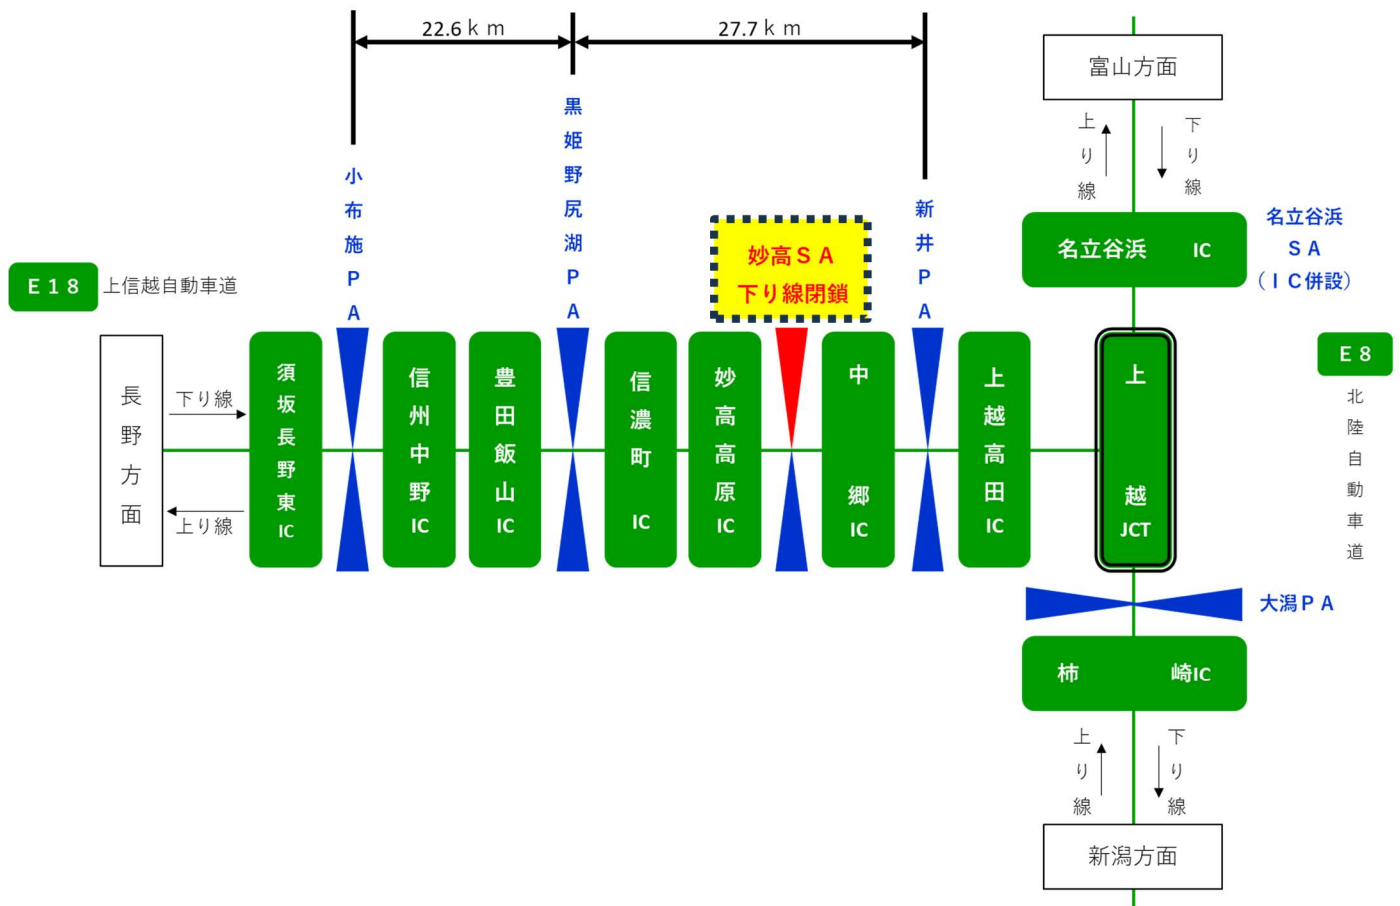 22.6ｋｍ
27.7ｋｍ
富山方面
上り線
下り線
小布施ＰＡ
黒姫野尻湖ＰＡ
妙高ＳＡ
下り線閉鎖
新井ＰＡ
名立谷浜 IC
名立谷浜
ＳＡ
（ＩＣ併設）
Ｅ１８
上信越自動車道
長野方面
下り線
上り線
須坂長野東IC
信州中野IC
豊田飯山IC
信濃町IC
妙高高原IC
中郷IC
上越高田IC
上越JCT
Ｅ８
北陸自動車道
大潟ＰＡ
柿崎IC
上り線
下り線
新潟方面